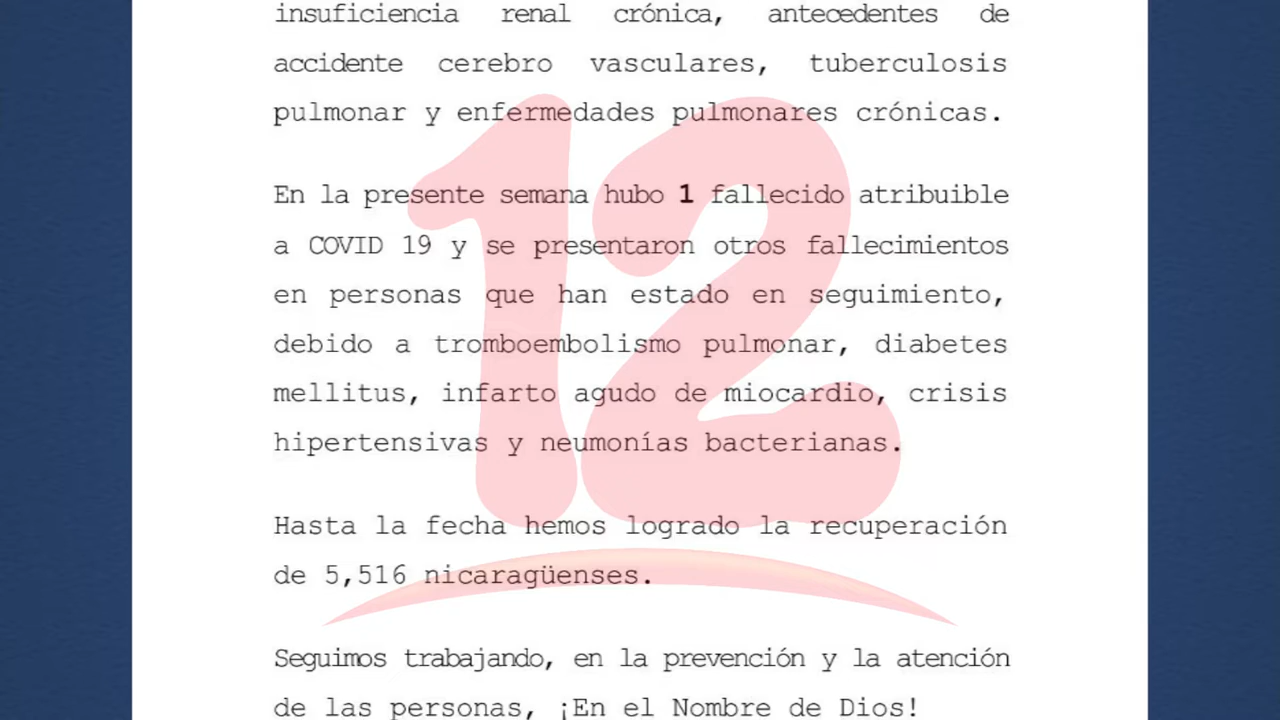 insuficiencia renal crónica, antecedentes de
accidente cerebro vasculares, tuberculosis
pulmonar y enfermedades pulmonares crónicas.
En la presente semana hubo 1 fallecido atribuible
a COVID 19 y se presentaron otros fallecimientos
en personas que han estado en seguimiento,
debido a tromboembolismo pulmonar, diabetes
mellitus, infarto agudo de miocardio, crisis
hipertensivas y neumonías bacterianas.
Hasta la fecha hemos logrado la recuperación
de 5,516 nicaragüenses.
Seguimos trabajando, en la prevención y la atención
de las personas, ¡En el Nombre de Dios!
12